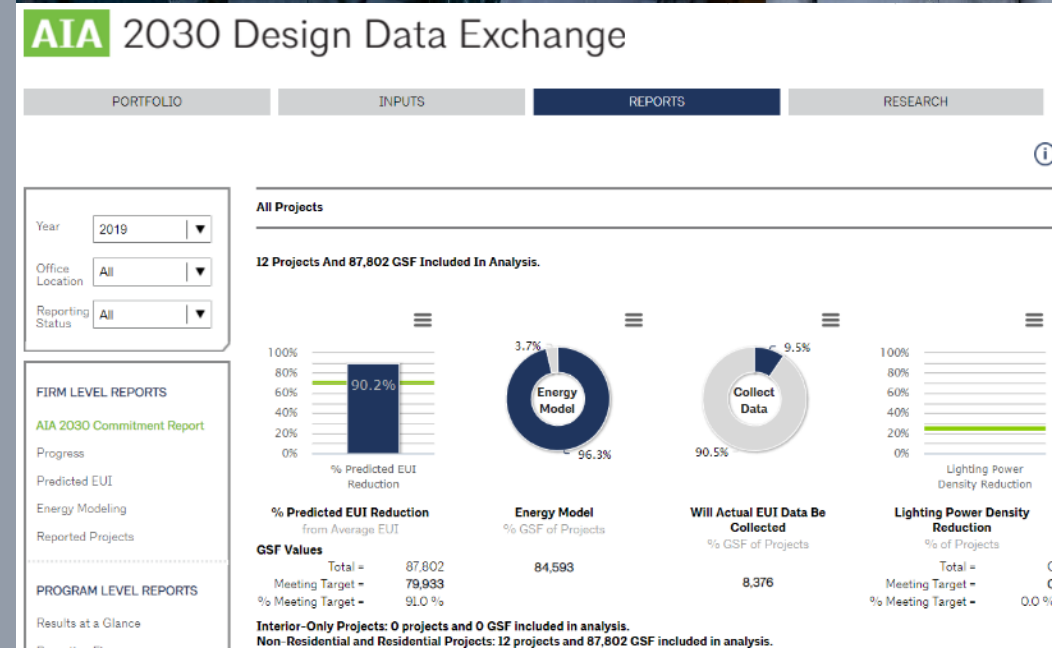 AIA 2030 Design Data Exchange
PORTFOLIO INPUTS REPORTS RESEARCH
i
Year 2019 ▼
Office Location All ▼
Reporting Status All ▼
FIRM LEVEL REPORTS
AIA 2030 Commitment Report
Progress
Predicted EUI
Energy Modeling
Reported Projects
PROGRAM LEVEL REPORTS
Results at a Glance
All Projects
12 Projects And 87,802 GSF Included In Analysis.
100%
80%
60%
40%
20%
0%
90.2%
% Predicted EUI
Reduction
% Predicted EUI Reduction
from Average EUI
GSF Values
Total = 87,802
Meeting Target = 79,933
% Meeting Target = 91.0 %
3.7%
Energy
Model
96.3%
Energy Model
% GSF of Projects
84,593
9.5%
Collect
Data
90.5%
Will Actual EUI Data Be
Collected
% GSF of Projects
8,376
100%
80%
60%
40%
20%
0%
Lighting Power
Density Reduction
Lighting Power Density
Reduction
% of Projects
Total = 0
Meeting Target = 0
% Meeting Target = 0.0 %
Interior-Only Projects: 0 projects and 0 GSF included in analysis.
Non-Residential and Residential Projects: 12 projects and 87,802 GSF included in analysis.